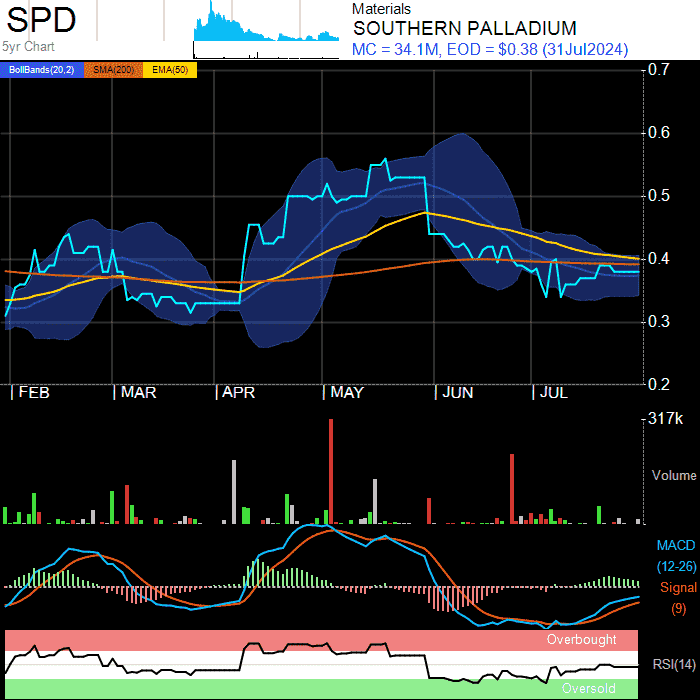 SPD
5yr Chart
Materials
SOUTHERN PALLADIUM
MC = 34.1M, EOD = $0.38 (31Jul2024)
BollBands(20,2) SMA(200) EMA(50)
0.7
0.6
0.5
0.4
0.3
0.2
FEB MAR APR MAY JUN JUL
317k
Volume
MACD
(12-26)
Signal
(9)
Overbought
RSI(14)
Oversold